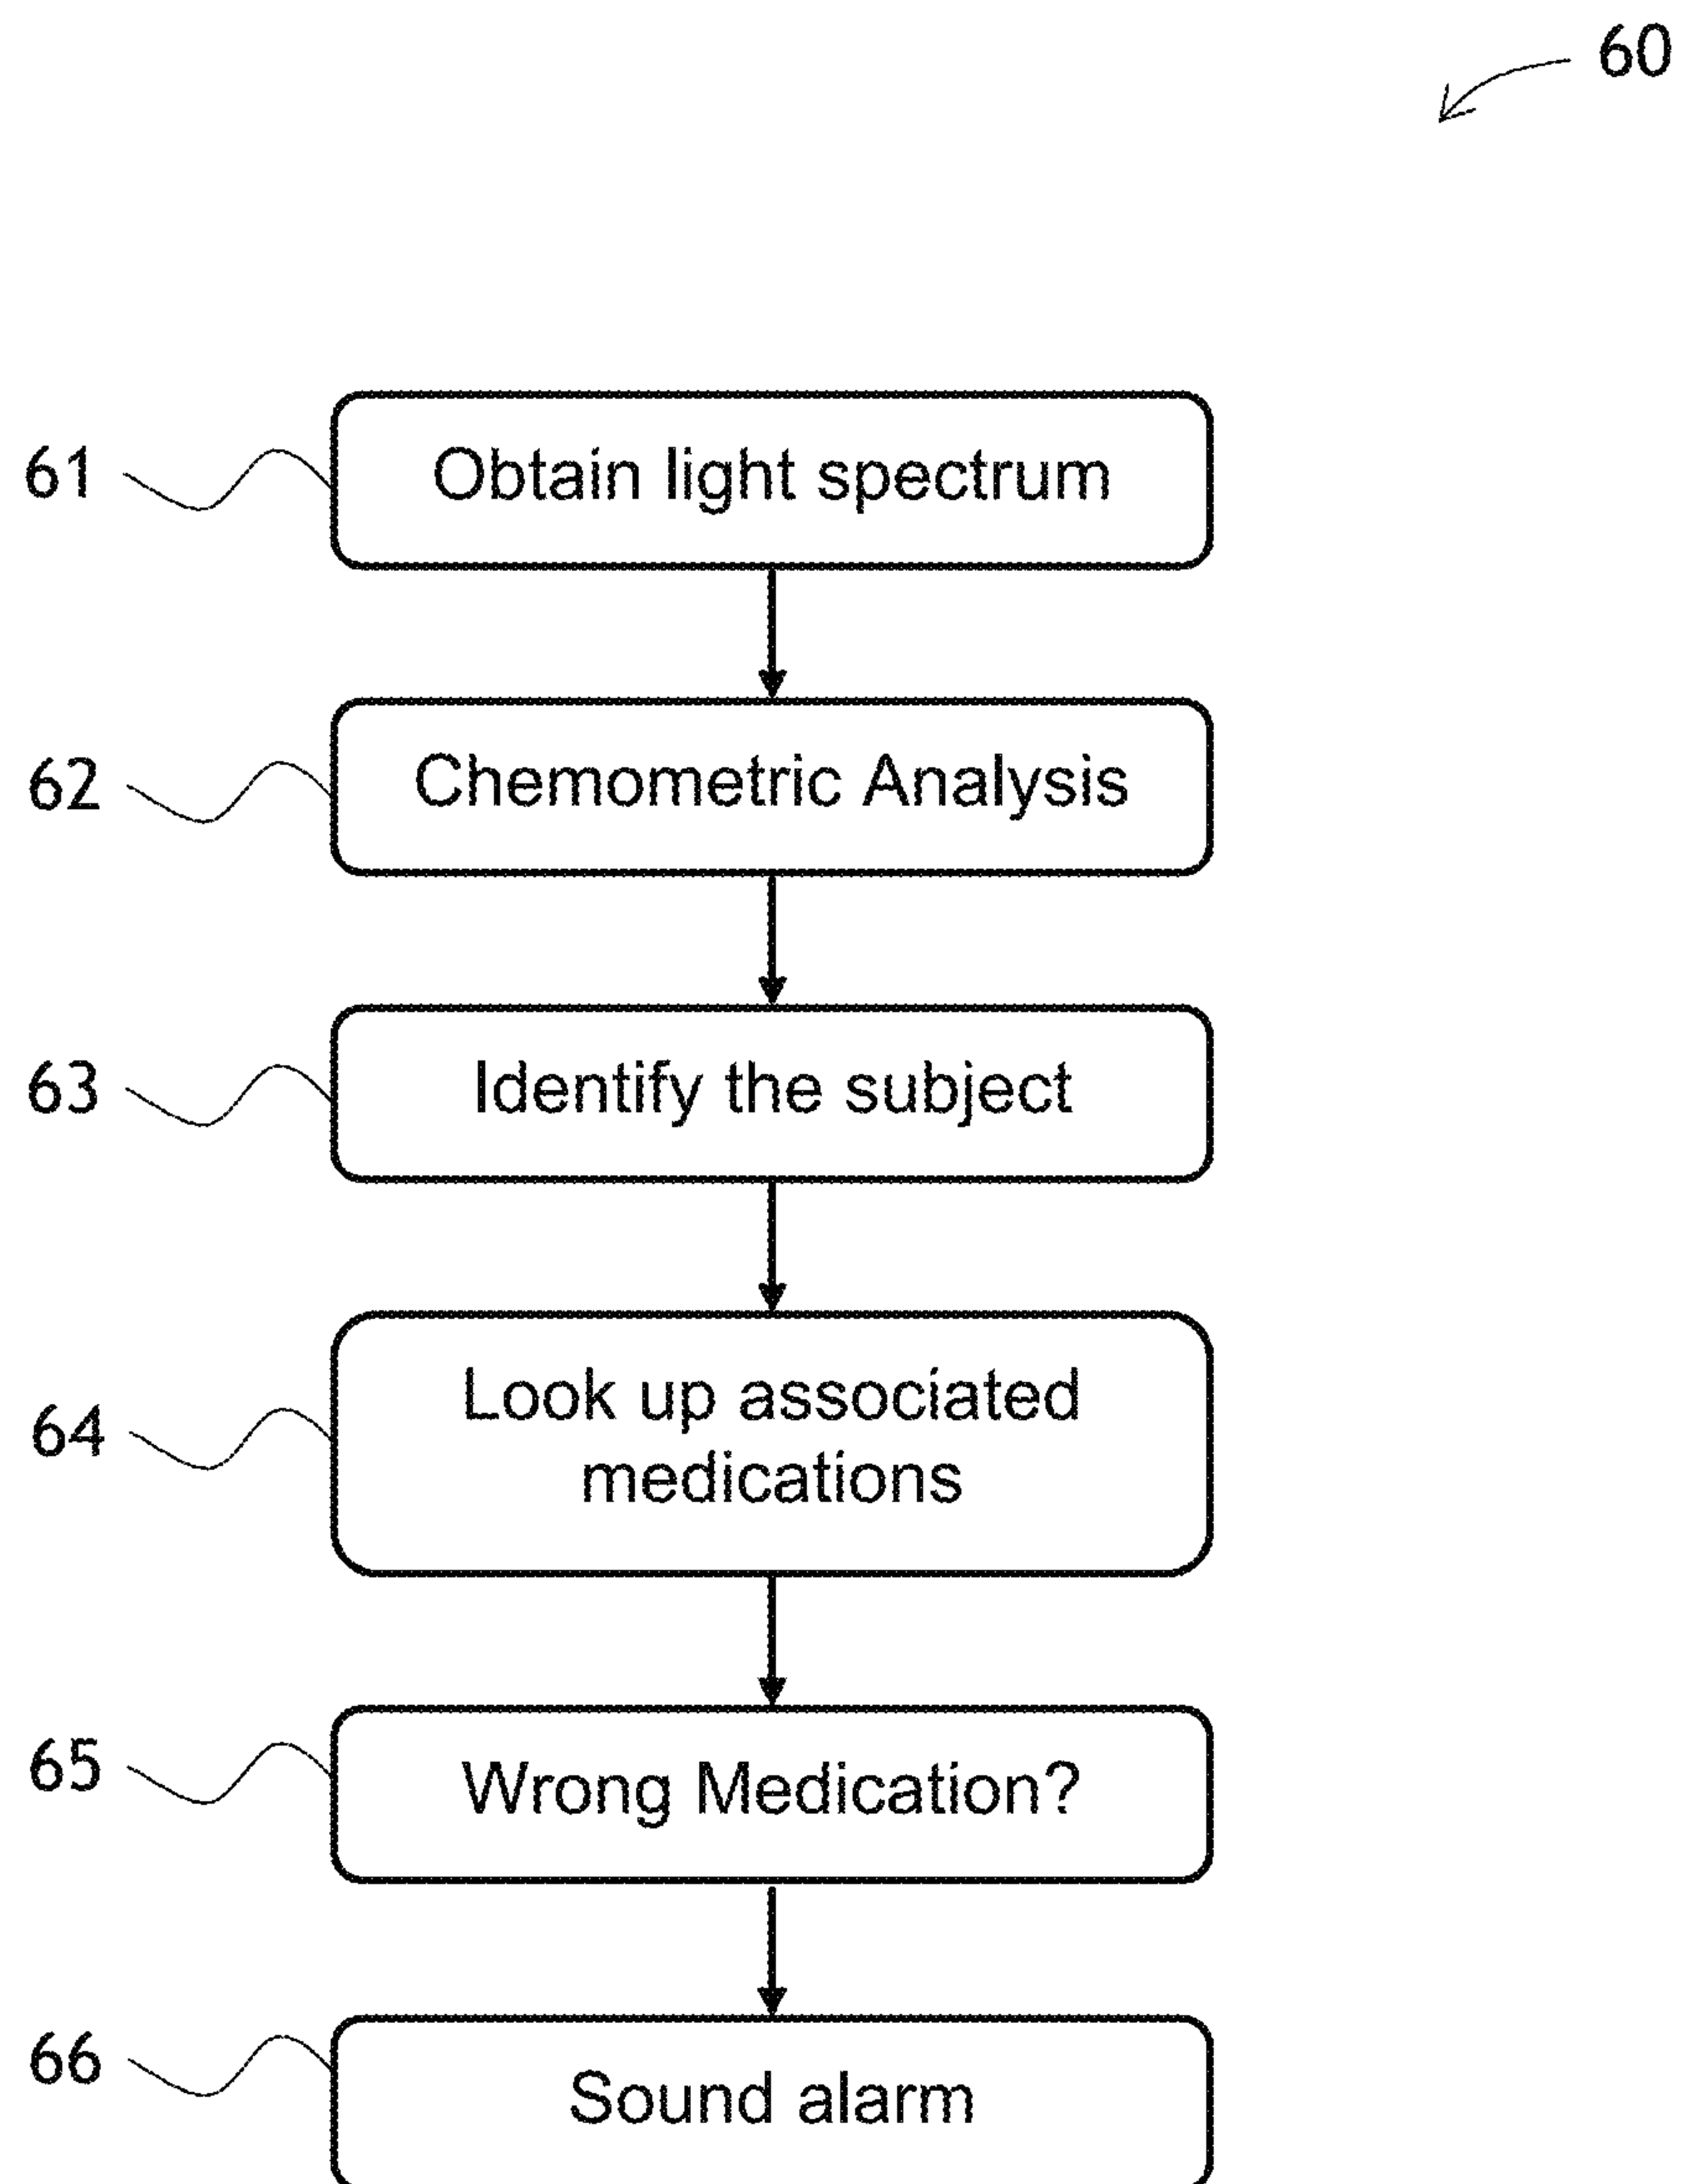 60
61 Obtain light spectrum
62 Chemometric Analysis
63 Identify the subject
64 Look up associated
medications
65 Wrong Medication?
66 Sound alarm